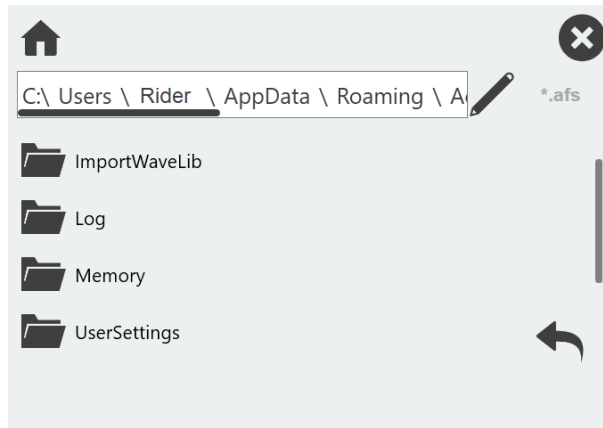 C:\ Users \ Rider \ AppData \ Roaming \
*.afs
ImportWaveLib
Log
Memory
UserSettings